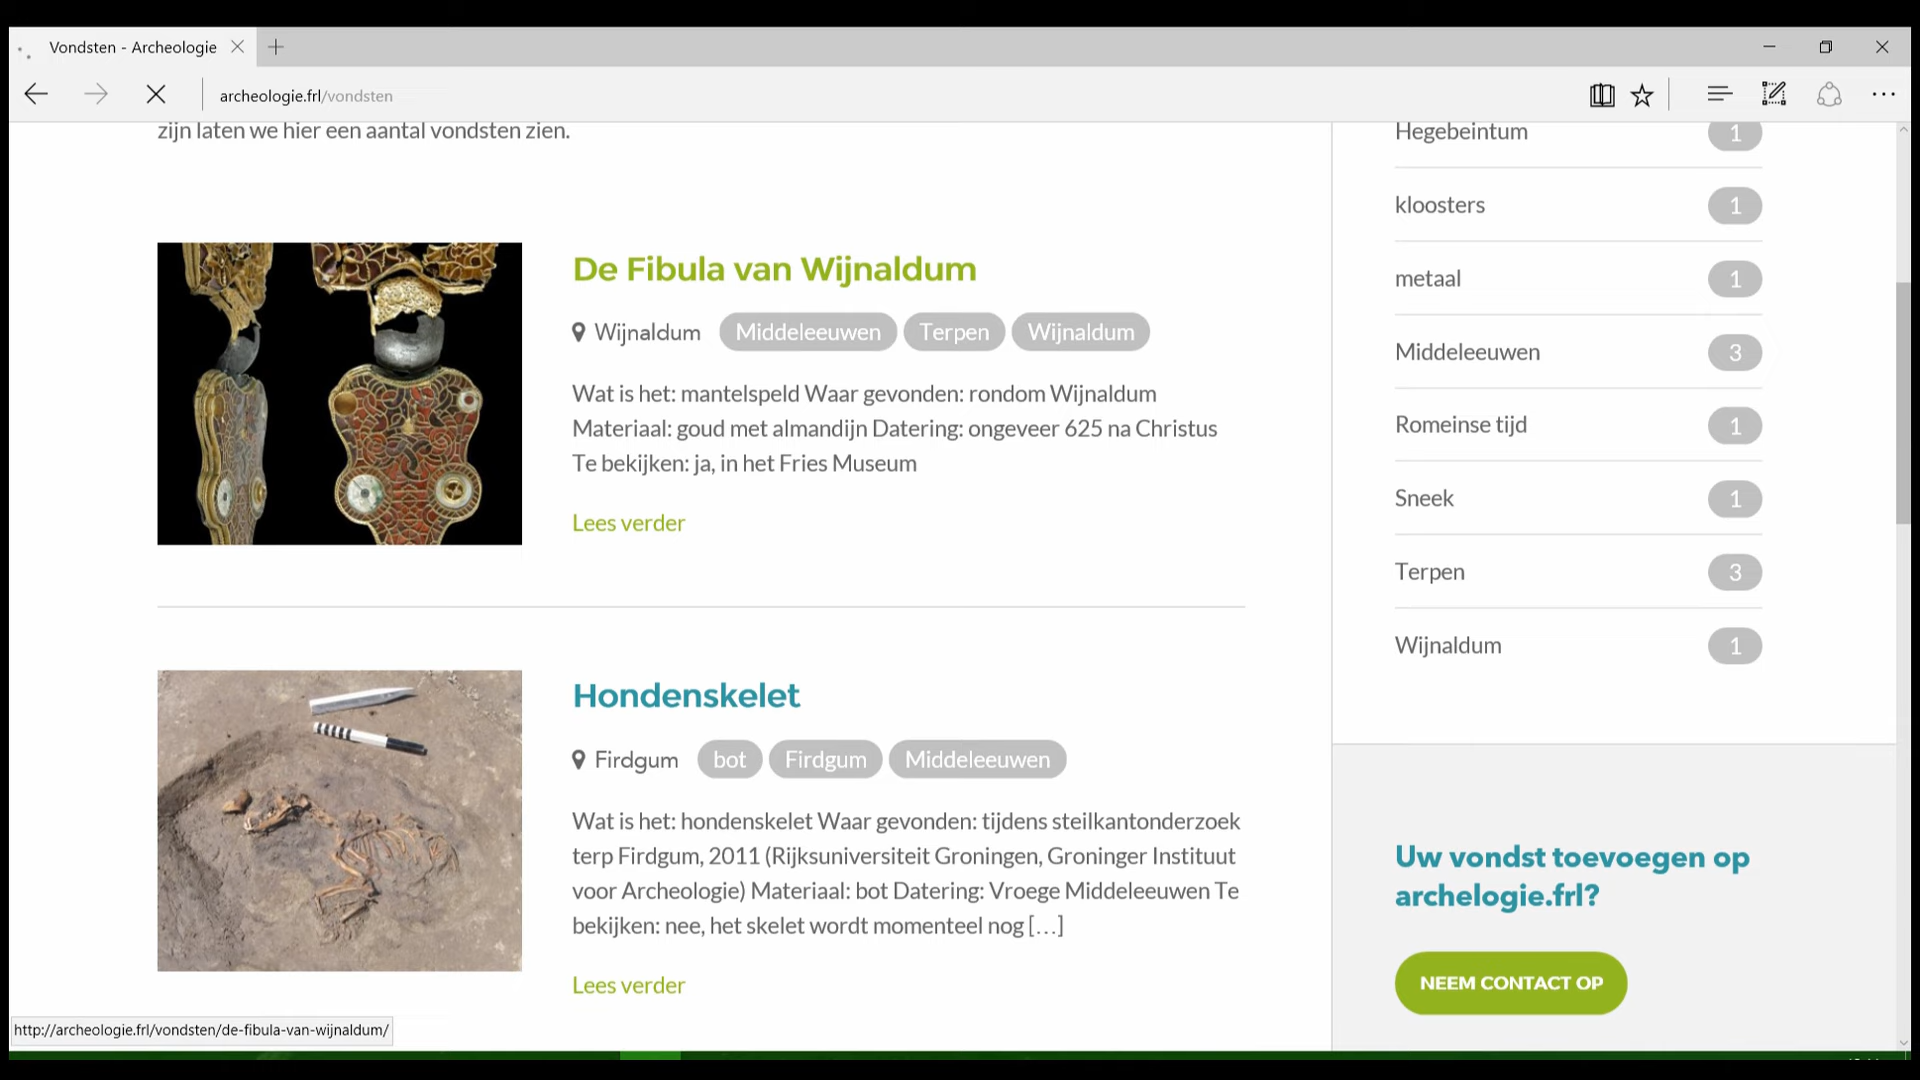 Vondsten - Archeologie
archeologie.frl/vondsten
zijn laten we hier een aantal vondsten zien.
De Fibula van Wijnaldum
Wijnaldum Middeleeuwen Terpen Wijnaldum
Wat is het: mantelspeld Waar gevonden: rondom Wijnaldum
Materiaal: goud met almandijn Datering: ongeveer 625 na Christus
Te bekijken: ja, in het Fries Museum
Lees verder
Hondenskelet
Firdgum bot Firdgum Middeleeuwen
Wat is het: hondenskelet Waar gevonden: tijdens steilkantonderzoek
terp Firdgum, 2011 (Rijksuniversiteit Groningen, Groninger Instituut
voor Archeologie) Materiaal: bot Datering: Vroege Middeleeuwen Te
bekijken: nee, het skelet wordt momenteel nog [...]
Lees verder
Hegebeintum 1
kloosters 1
metaal 1
Middeleeuwen 3
Romeinse tijd 1
Sneek 1
Terpen 3
Wijnaldum 1
Uw vondst toevoegen op
archelogie.frl?
NEEM CONTACT OP
http://archeologie.frl/vondsten/de-fibula-van-wijnaldum/